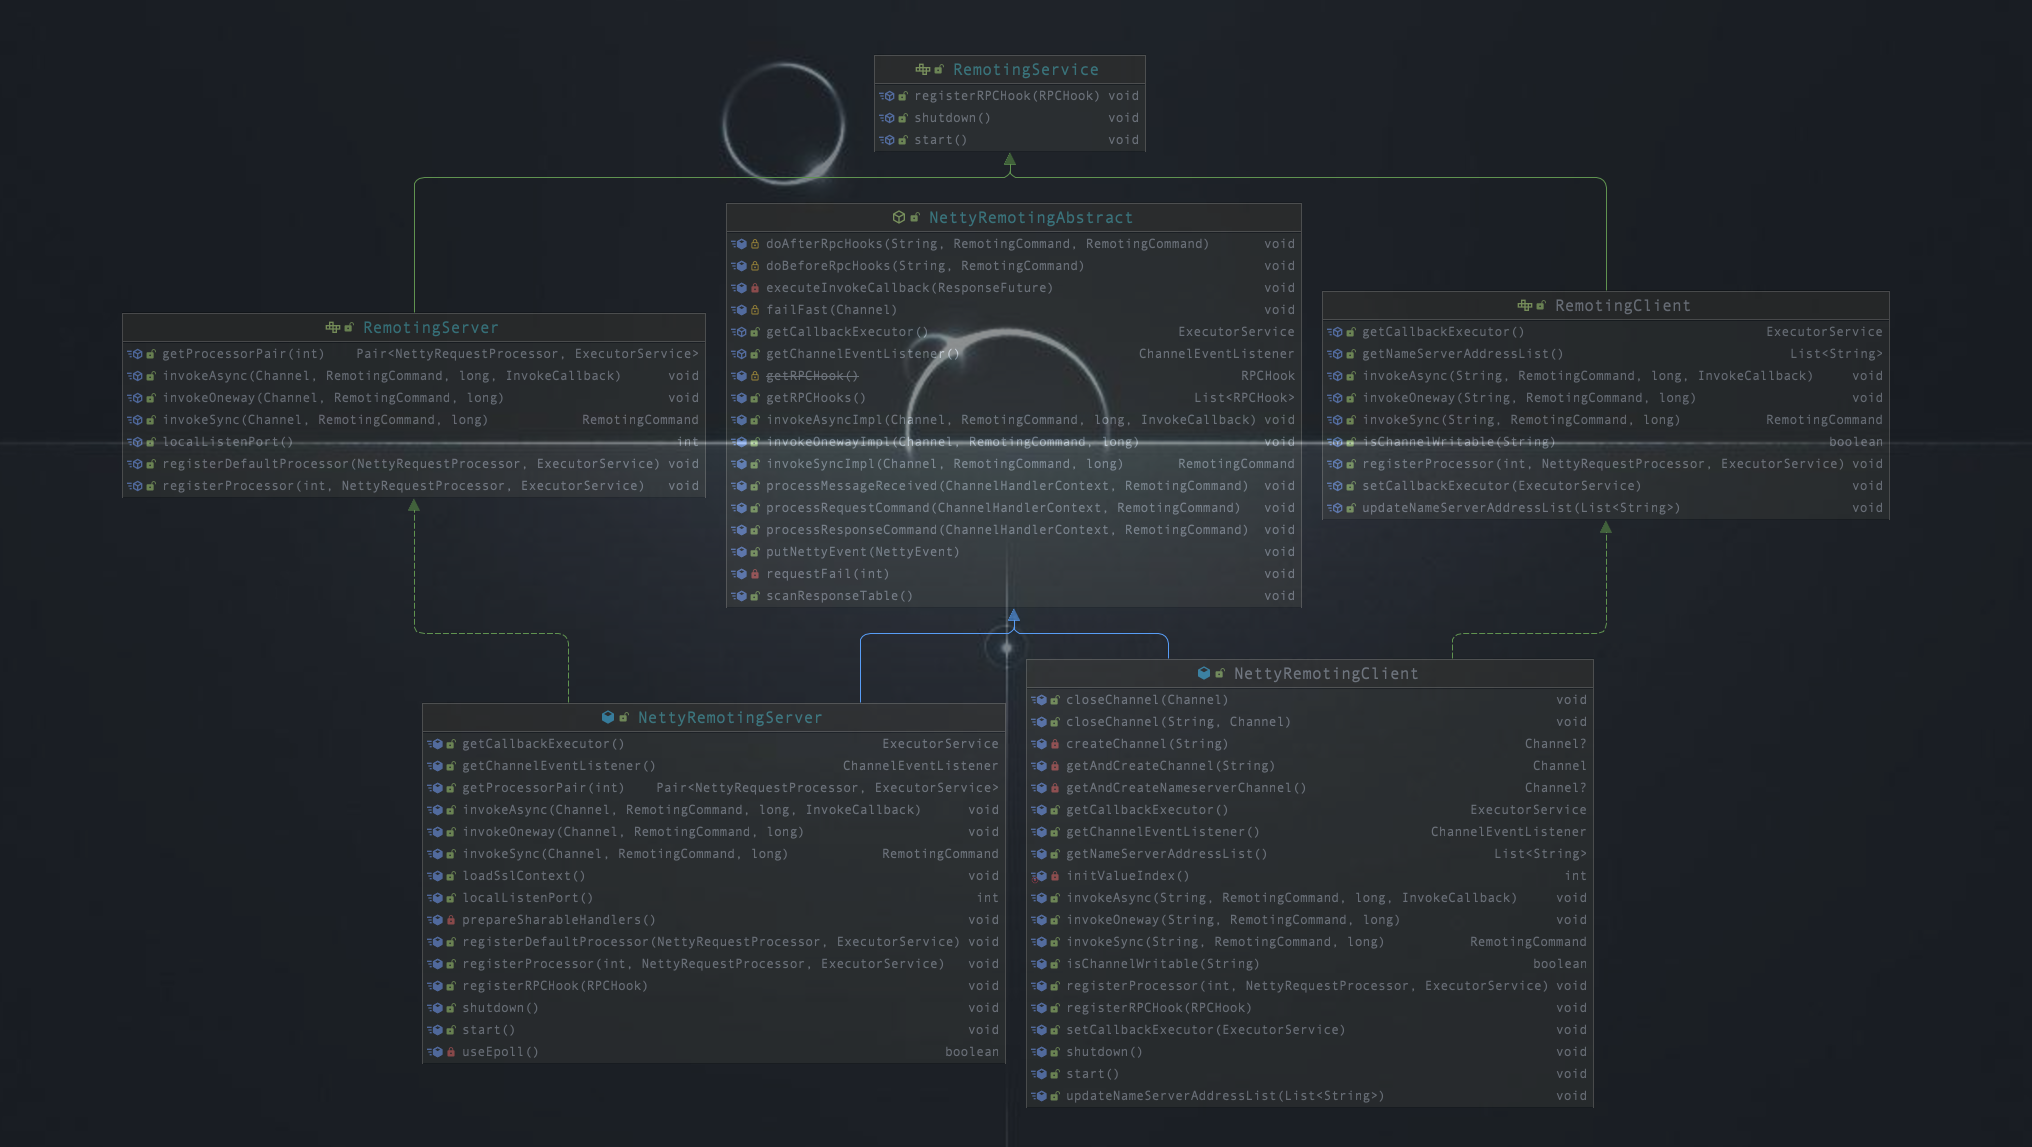 RemotingService
registerRPCHook(RPCHook) void
shutdown() void
start() void
NettyRemotingAbstract
doAfterRpcHooks(String, RemotingCommand, RemotingCommand) void
doBeforeRpcHooks(String, RemotingCommand) void
executeInvokeCallback(ResponseFuture) void
failFast(Channel) void
getCallbackExecutor() ExecutorService
getChannelEventListener() ChannelEventListener
getRPCHook() RPCHook
getRPCHooks() List<RPCHook>
invokeAsyncImpl(Channel, RemotingCommand, long, InvokeCallback) void
invokeOnewayImpl(Channel, RemotingCommand, long) void
invokeSyncImpl(Channel, RemotingCommand, long) RemotingCommand
processMessageReceived(ChannelHandlerContext, RemotingCommand) void
processRequestCommand(ChannelHandlerContext, RemotingCommand) void
processResponseCommand(ChannelHandlerContext, RemotingCommand) void
putNettyEvent(NettyEvent) void
requestFail(int) void
scanResponseTable() void
RemotingServer
getProcessorPair(int) Pair<NettyRequestProcessor, ExecutorService>
invokeAsync(Channel, RemotingCommand, long, InvokeCallback) void
invokeOneway(Channel, RemotingCommand, long) void
invokeSync(Channel, RemotingCommand, long) RemotingCommand
localListenPort() int
registerDefaultProcessor(NettyRequestProcessor, ExecutorService) void
registerProcessor(int, NettyRequestProcessor, ExecutorService) void
RemotingClient
getCallbackExecutor() ExecutorService
getNameServerAddressList() List<String>
invokeAsync(String, RemotingCommand, long, InvokeCallback) void
invokeOneway(String, RemotingCommand, long) void
invokeSync(String, RemotingCommand, long) RemotingCommand
isChannelWritable(String) boolean
registerProcessor(int, NettyRequestProcessor, ExecutorService) void
setCallbackExecutor(ExecutorService) void
updateNameServerAddressList(List<String>) void
NettyRemotingServer
getCallbackExecutor() ExecutorService
getChannelEventListener() ChannelEventListener
getProcessorPair(int) Pair<NettyRequestProcessor, ExecutorService>
invokeAsync(Channel, RemotingCommand, long, InvokeCallback) void
invokeOneway(Channel, RemotingCommand, long) void
invokeSync(Channel, RemotingCommand, long) RemotingCommand
loadSslContext() void
localListenPort() int
prepareSharableHandlers() void
registerDefaultProcessor(NettyRequestProcessor, ExecutorService) void
registerProcessor(int, NettyRequestProcessor, ExecutorService) void
registerRPCHook(RPCHook) void
shutdown() void
start() void
useEpoll() boolean
NettyRemotingClient
closeChannel(Channel) void
closeChannel(String, Channel) void
createChannel(String) Channel?
getAndCreateChannel(String) Channel
getAndCreateNameserverChannel() Channel?
getCallbackExecutor() ExecutorService
getChannelEventListener() ChannelEventListener
getNameServerAddressList() List<String>
initValueIndex() int
invokeAsync(String, RemotingCommand, long, InvokeCallback) void
invokeOneway(String, RemotingCommand, long) void
invokeSync(String, RemotingCommand, long) RemotingCommand
isChannelWritable(String) boolean
registerProcessor(int, NettyRequestProcessor, ExecutorService) void
registerRPCHook(RPCHook) void
setCallbackExecutor(ExecutorService) void
shutdown() void
start() void
updateNameServerAddressList(List<String>) void